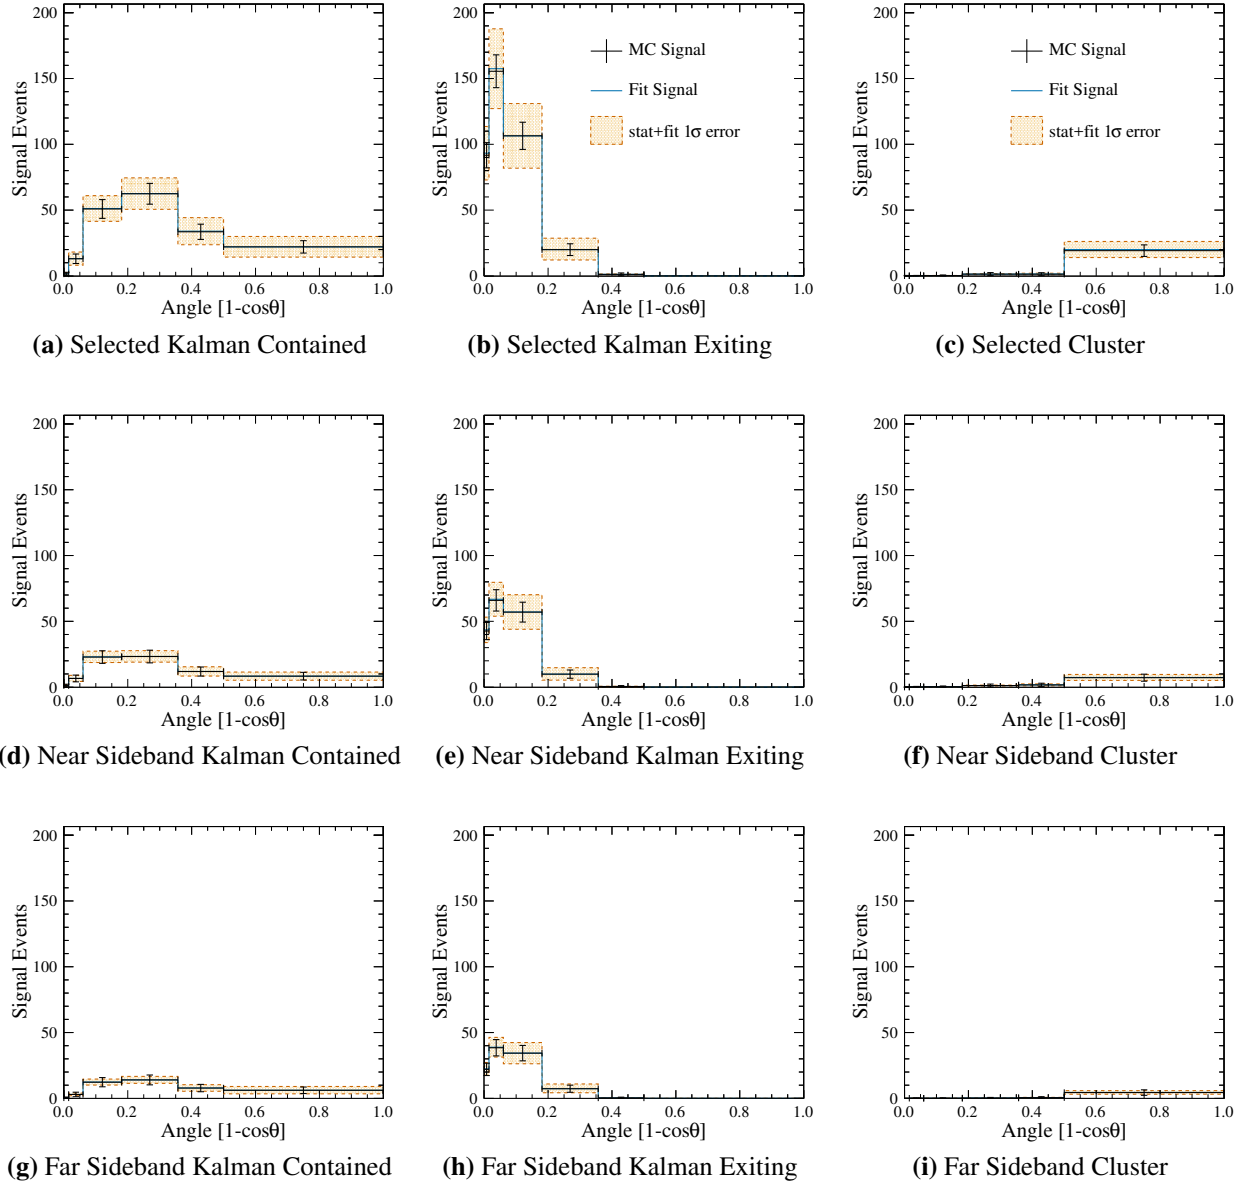 200
150
100
50
0
Signal Events
0.0 0.2 0.4 0.6 0.8 1.0
Angle [1-cosθ]
(a) Selected Kalman Contained
200
150
100
50
0
Signal Events
MC Signal
Fit Signal
stat+fit 1σ error
0.0 0.2 0.4 0.6 0.8 1.0
Angle [1-cosθ]
(b) Selected Kalman Exiting
200
150
100
50
0
Signal Events
MC Signal
Fit Signal
stat+fit 1σ error
0.0 0.2 0.4 0.6 0.8 1.0
Angle [1-cosθ]
(c) Selected Cluster
200
150
100
50
0
Signal Events
0.0 0.2 0.4 0.6 0.8 1.0
Angle [1-cosθ]
(d) Near Sideband Kalman Contained
200
150
100
50
0
Signal Events
0.0 0.2 0.4 0.6 0.8 1.0
Angle [1-cosθ]
(e) Near Sideband Kalman Exiting
200
150
100
50
0
Signal Events
0.0 0.2 0.4 0.6 0.8 1.0
Angle [1-cosθ]
(f) Near Sideband Cluster
200
150
100
50
0
Signal Events
0.0 0.2 0.4 0.6 0.8 1.0
Angle [1-cosθ]
(g) Far Sideband Kalman Contained
200
150
100
50
0
Signal Events
0.0 0.2 0.4 0.6 0.8 1.0
Angle [1-cosθ]
(h) Far Sideband Kalman Exiting
200
150
100
50
0
Signal Events
0.0 0.2 0.4 0.6 0.8 1.0
Angle [1-cosθ]
(i) Far Sideband Cluster